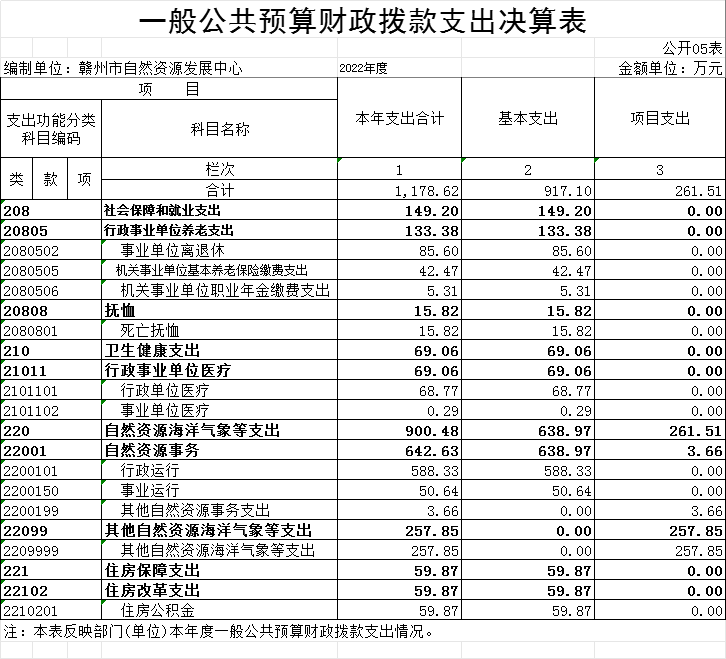 一般公共预算财政拨款支出决算表
公开05表
编制单位：赣州市自然资源发展中心 2022年度 金额单位：万元
项 目 本年支出合计 基本支出 项目支出
支出功能分类科目编码 科目名称
类 款 项 栏次 1 2 3
合计 1,178.62 917.10 261.51
208 社会保障和就业支出 149.20 149.20 0.00
20805 行政事业单位养老支出 133.38 133.38 0.00
2080502 事业单位离退休 85.60 85.60 0.00
2080505 机关事业单位基本养老保险缴费支出 42.47 42.47 0.00
2080506 机关事业单位职业年金缴费支出 5.31 5.31 0.00
20808 抚恤 15.82 15.82 0.00
2080801 死亡抚恤 15.82 15.82 0.00
210 卫生健康支出 69.06 69.06 0.00
21011 行政事业单位医疗 69.06 69.06 0.00
2101101 行政单位医疗 68.77 68.77 0.00
2101102 事业单位医疗 0.29 0.29 0.00
220 自然资源海洋气象等支出 900.48 638.97 261.51
22001 自然资源事务 642.63 638.97 3.66
2200101 行政运行 588.33 588.33 0.00
2200150 事业运行 50.64 50.64 0.00
2200199 其他自然资源事务支出 3.66 0.00 3.66
22099 其他自然资源海洋气象等支出 257.85 0.00 257.85
2209999 其他自然资源海洋气象等支出 257.85 0.00 257.85
221 住房保障支出 59.87 59.87 0.00
22102 住房改革支出 59.87 59.87 0.00
2210201 住房公积金 59.87 59.87 0.00
注：本表反映部门(单位)本年度一般公共预算财政拨款支出情况。